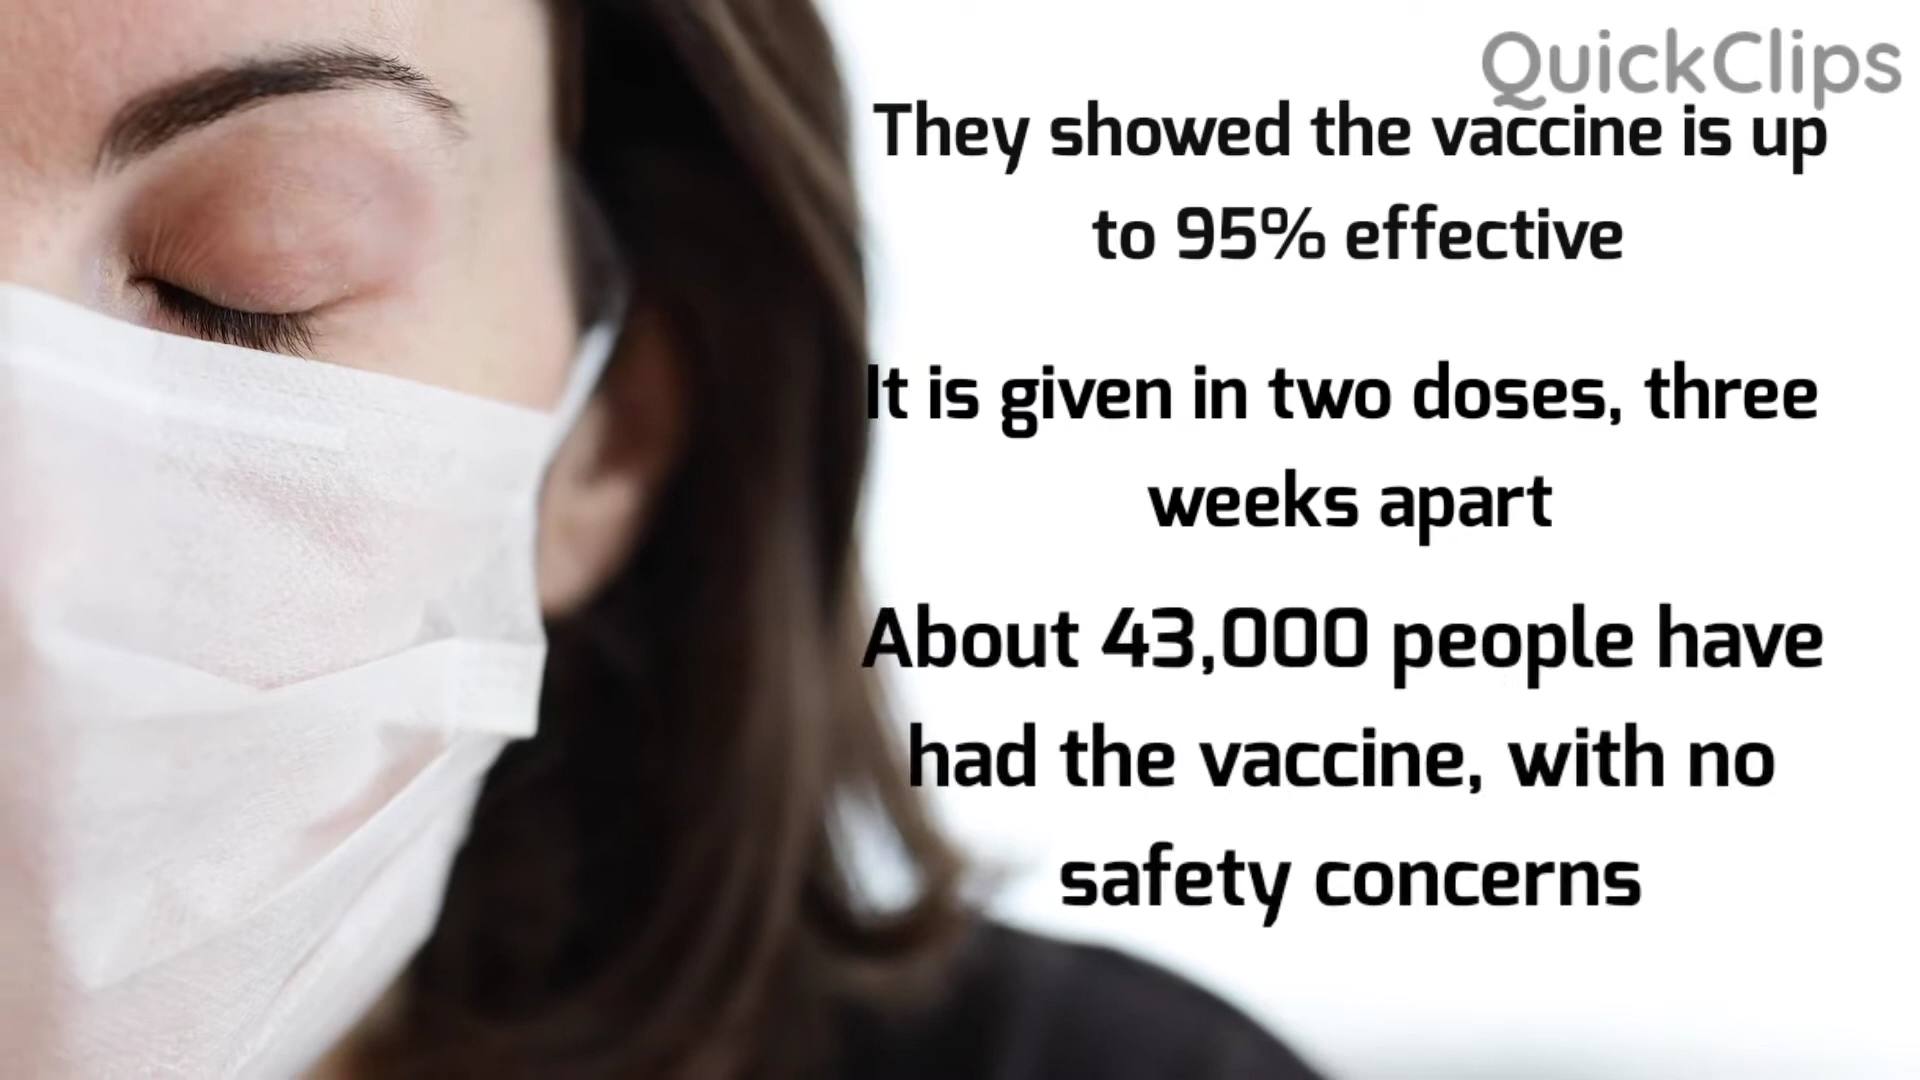 QuickClips
They showed the vaccine is up
to 95% effective
It is given in two doses, three
weeks apart
About 43,000 people have
had the vaccine, with no
safety concerns